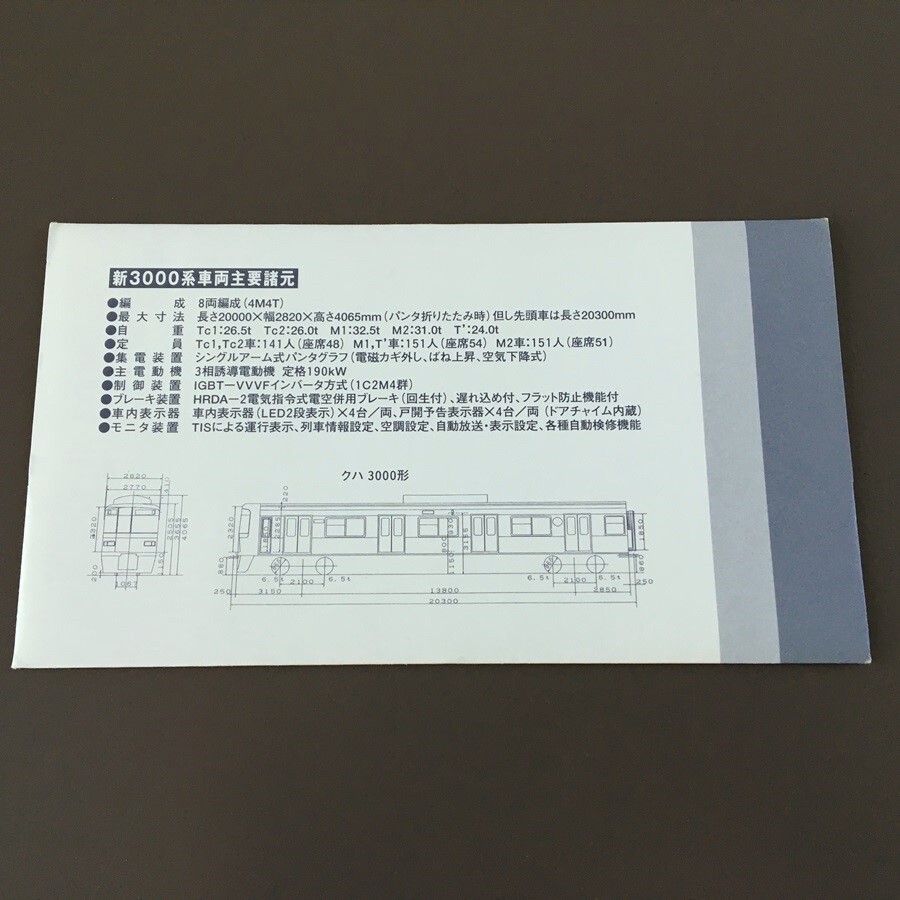 新3000系車両主要諸元
●編成 8両編成(4M4T)
●最大寸法 長さ20000×幅2820×高さ4065mm(パンタ折りたたみ時)但し先頭車は長さ20300mm
●自重 Tc1:26.5t Tc2:26.0t M1:32.5t M2:31.0t T':24.0t
●定員 Tc1,Tc2車:141人(座席48) M1,T'車:151人(座席54) M2車:151人(座席51)
●集電装置 シングルアーム式パンタグラフ(電磁カギ外し、ばね上昇、空気下降式)
●主電動機 3相誘導電動機 定格190kW
●制御装置 IGBT-VVVFインバータ方式(1C2M4群)
●ブレーキ装置 HRDA-2電気指令式電空併用ブレーキ(回生付)、遅れ込め付、フラット防止機能付
●車内表示器 車内表示器(LED2段表示)×4台/両、戸開予告表示器×4台/両(ドアチャイム内蔵)
●モニタ装置 TISによる運行表示、列車情報設定、空調設定、自動放送・表示設定、各種自動検修機能
クハ 3000形
2820
2770
430
2320
2505
3655
4065
1150
200
1067
220
2320
2285
930
3155
800
1150
1850
860
860
6.5t
2100
6.5t
6.5t
2100
6.5t
250
3150
13800
2850
250
20300